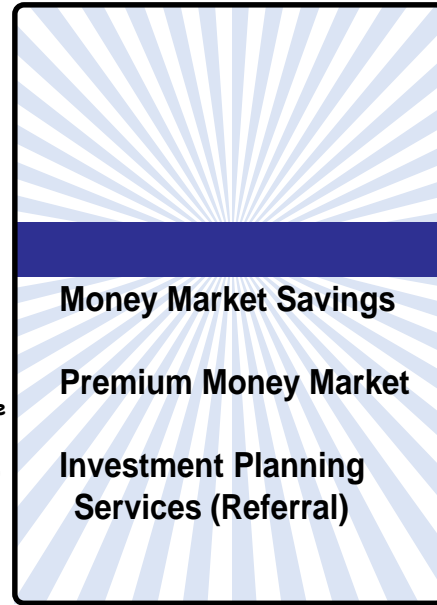 Money Market Savings
Premium Money Market
Investment Planning
Services (Referral)